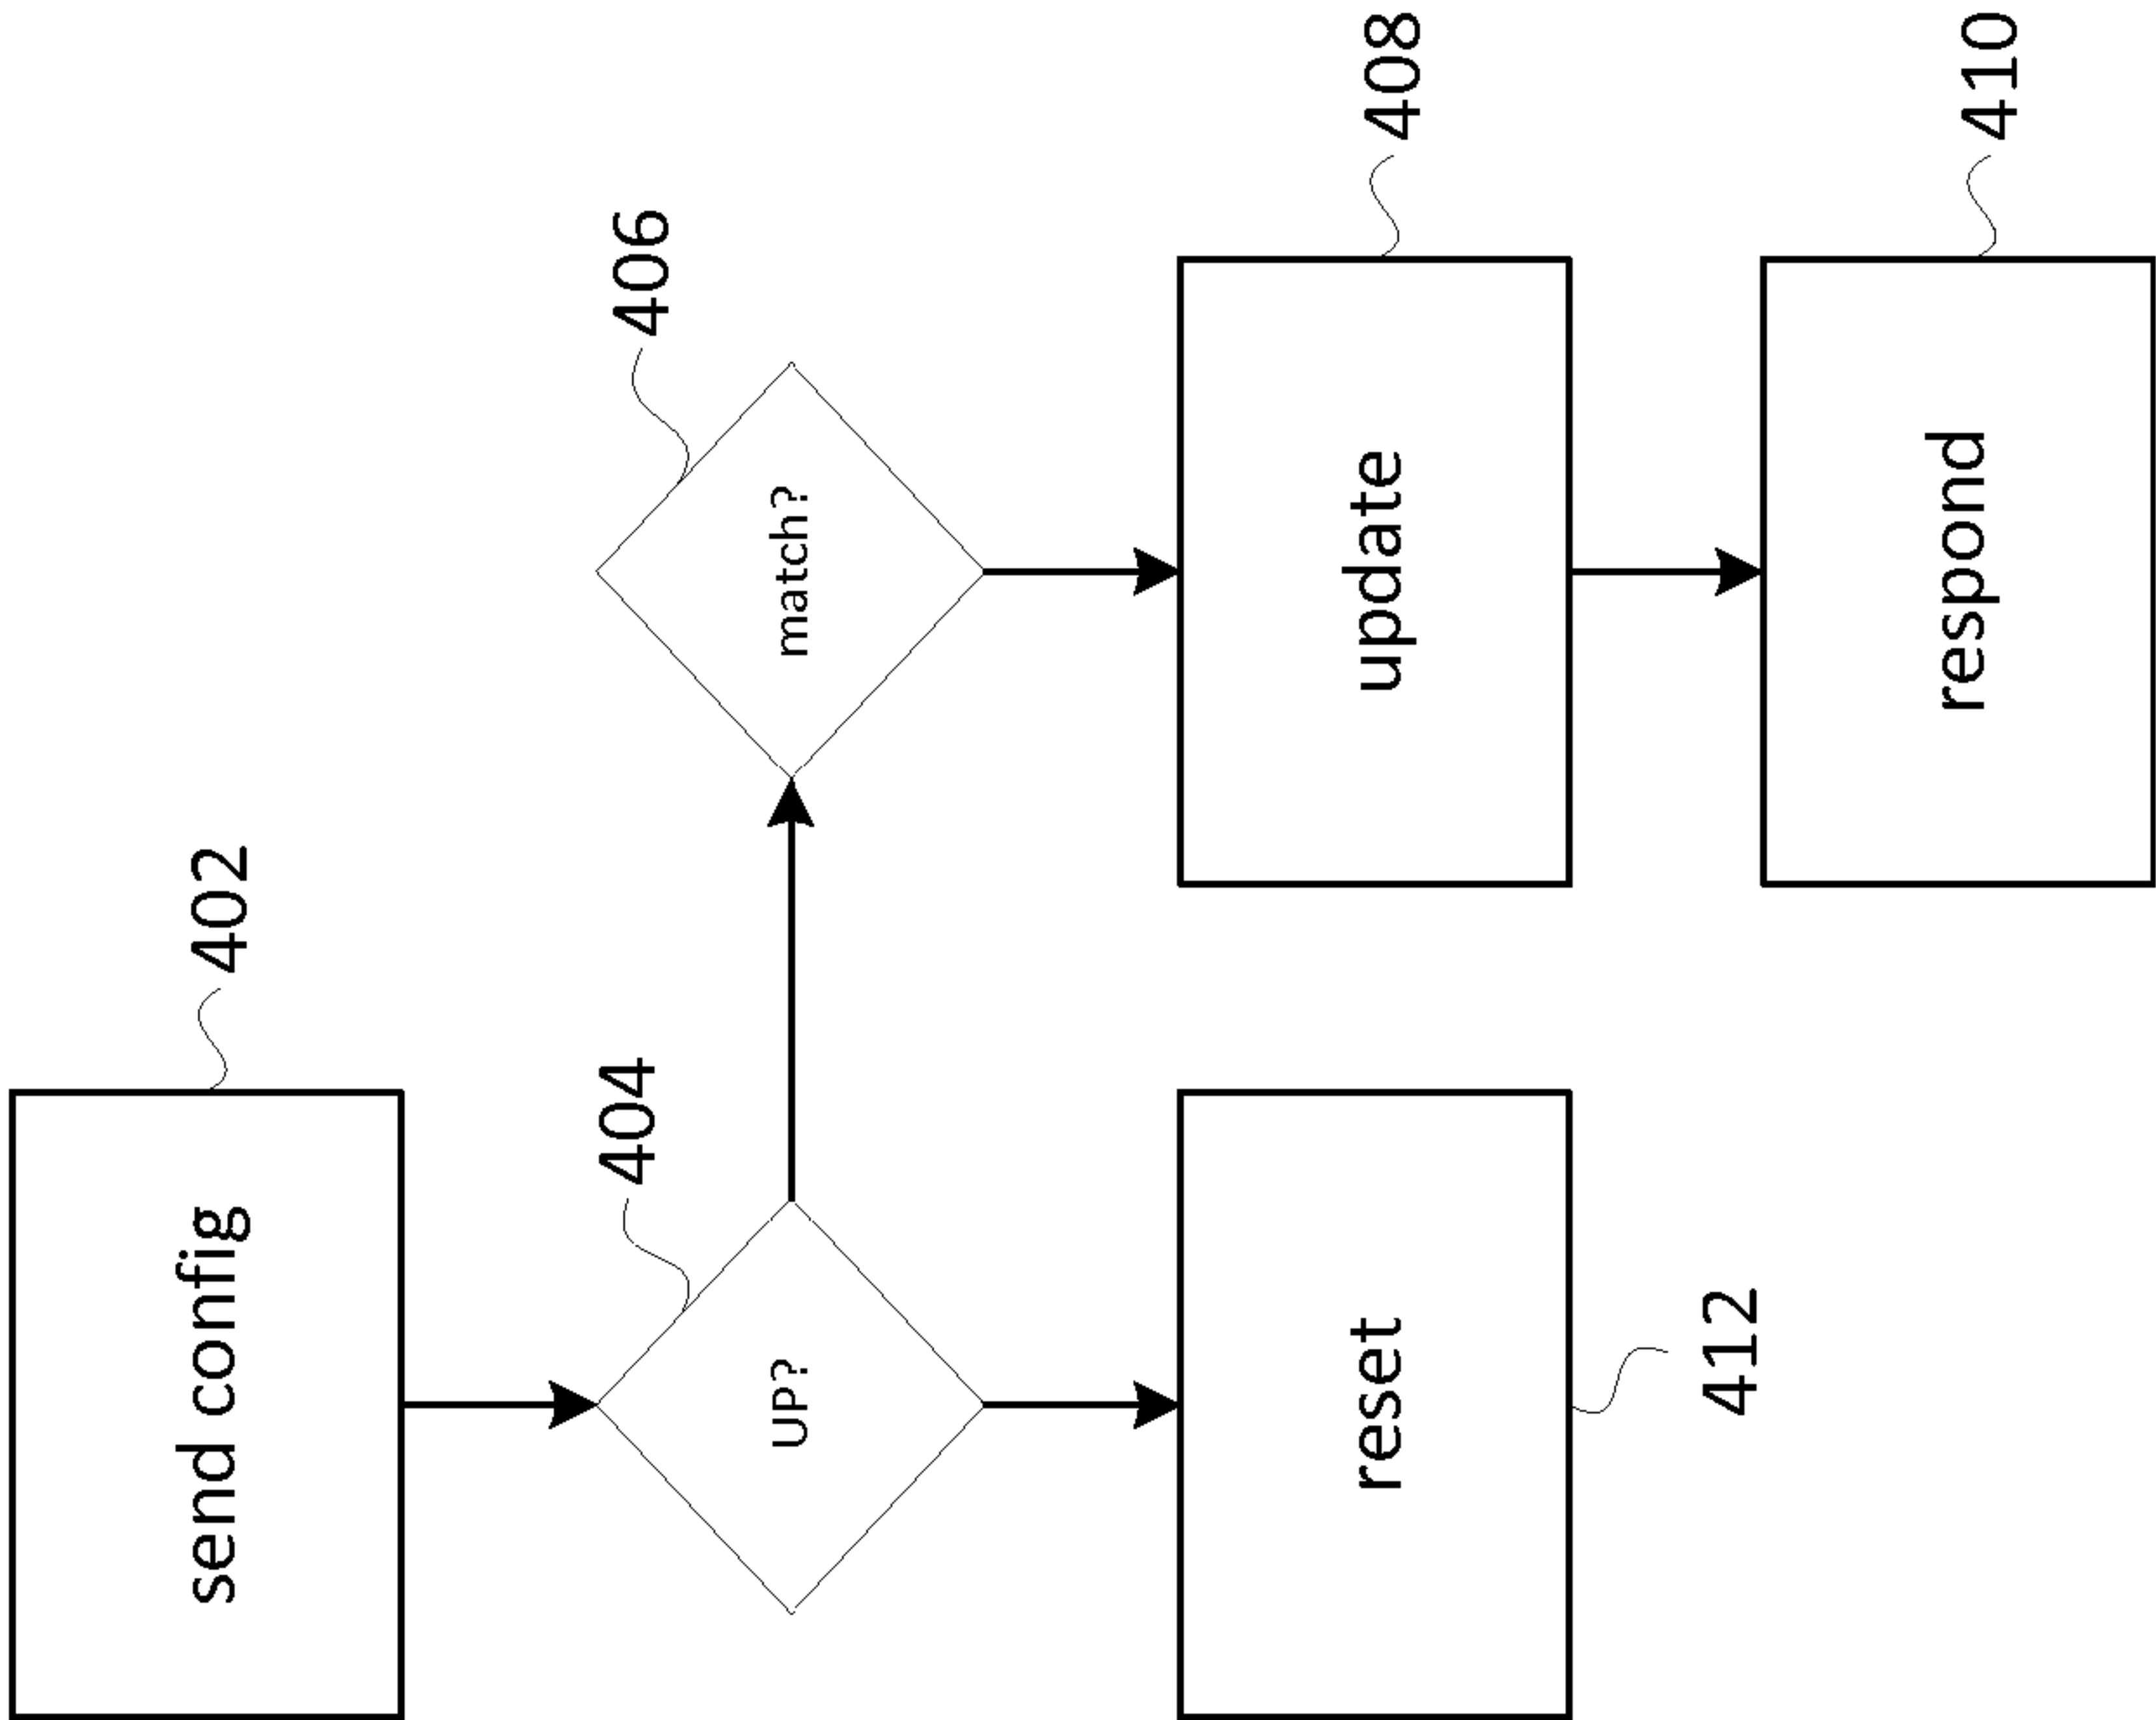 send config
402
UP?
404
match?
406
reset
412
update
408
respond
410